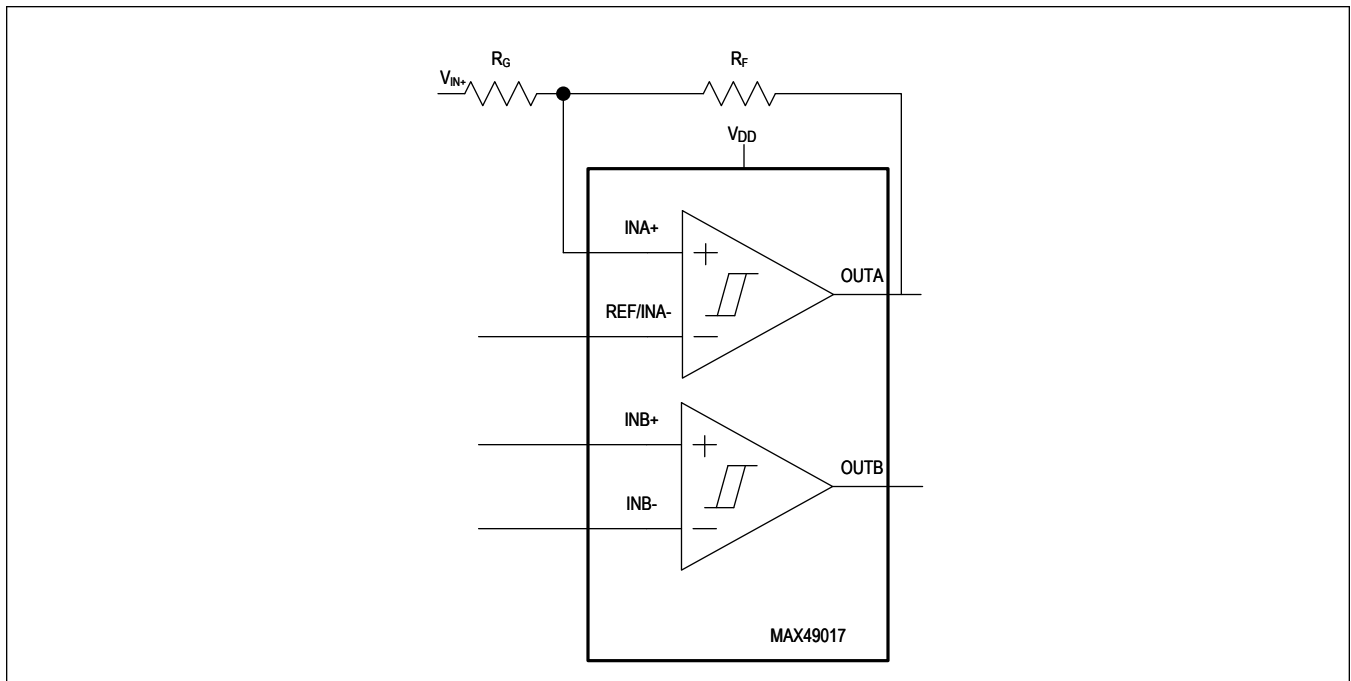 RG
RF
VIN+
VDD
INA+
OUTA
REF/INA-
INB+
OUTB
INB-
MAX49017